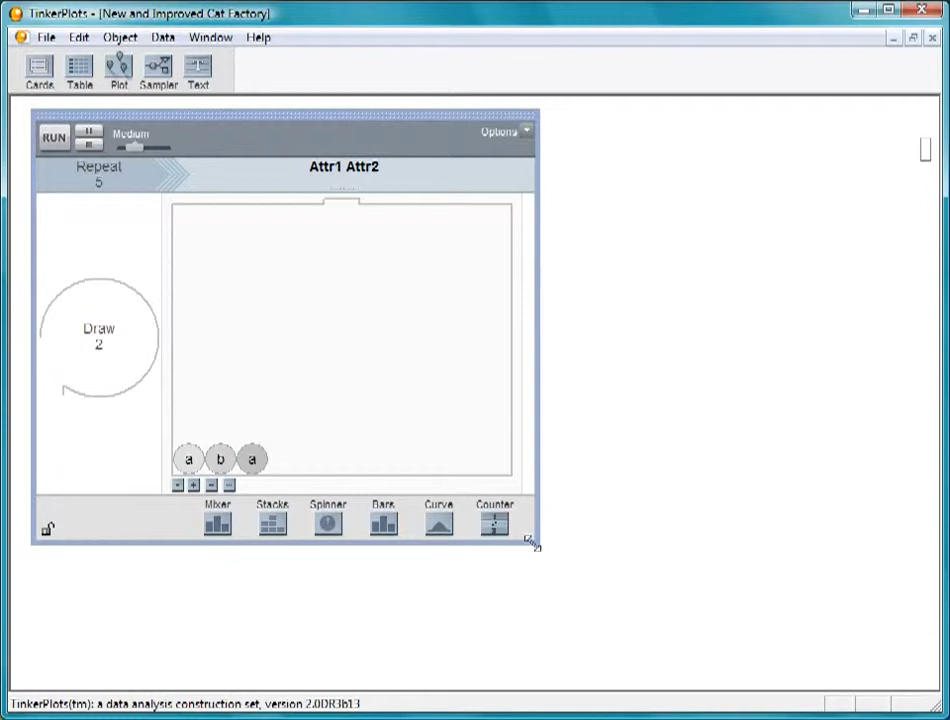 TinkerPlots - [New and Improved Cat Factory]
File Edit Object Data Window Help
Cards Table Plot Sampler Text
RUN Medium Options
Repeat
5
Attr1 Attr2
Draw
2
a b a
Mixer Stacks Spinner Bars Curve Counter
TinkerPlots(tm): a data analysis construction set, version 2.0DR3b13